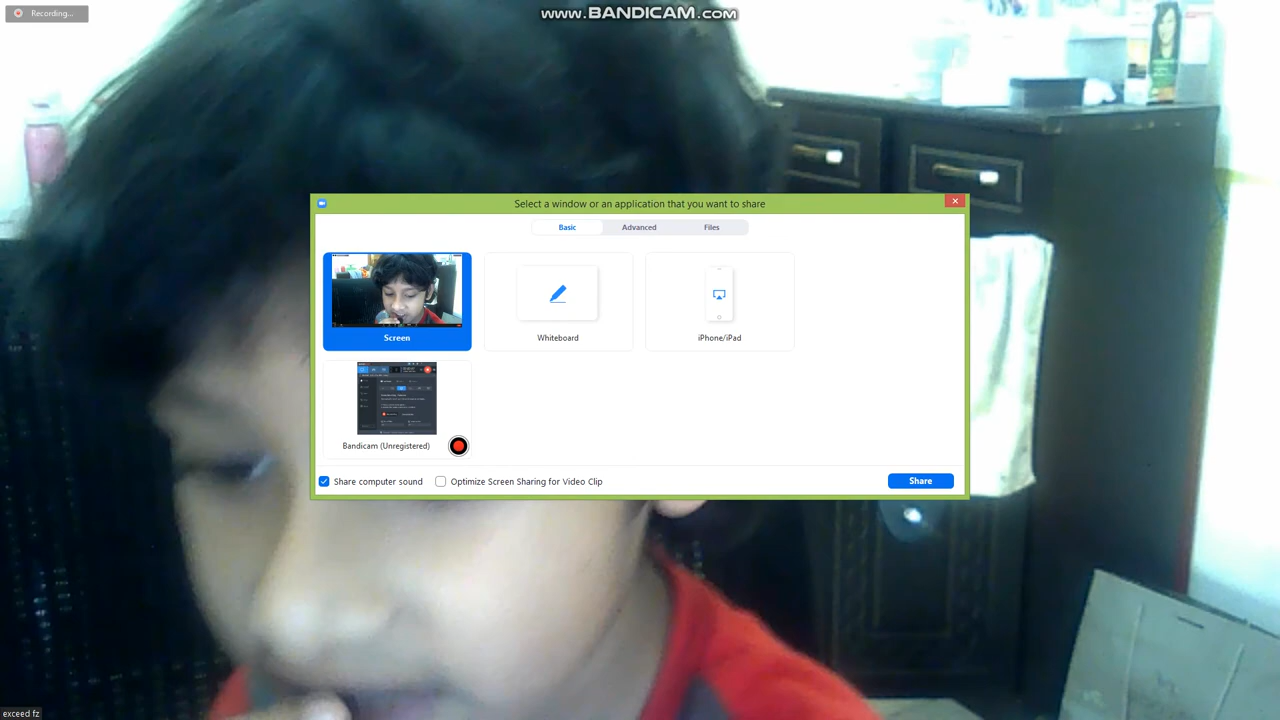 Recording...
www.BANDICAM.com
Select a window or an application that you want to share
Basic
Advanced
Files
Screen
Whiteboard
iPhone/iPad
Bandicam (Unregistered)
Share computer sound
Optimize Screen Sharing for Video Clip
Share
exceed fz